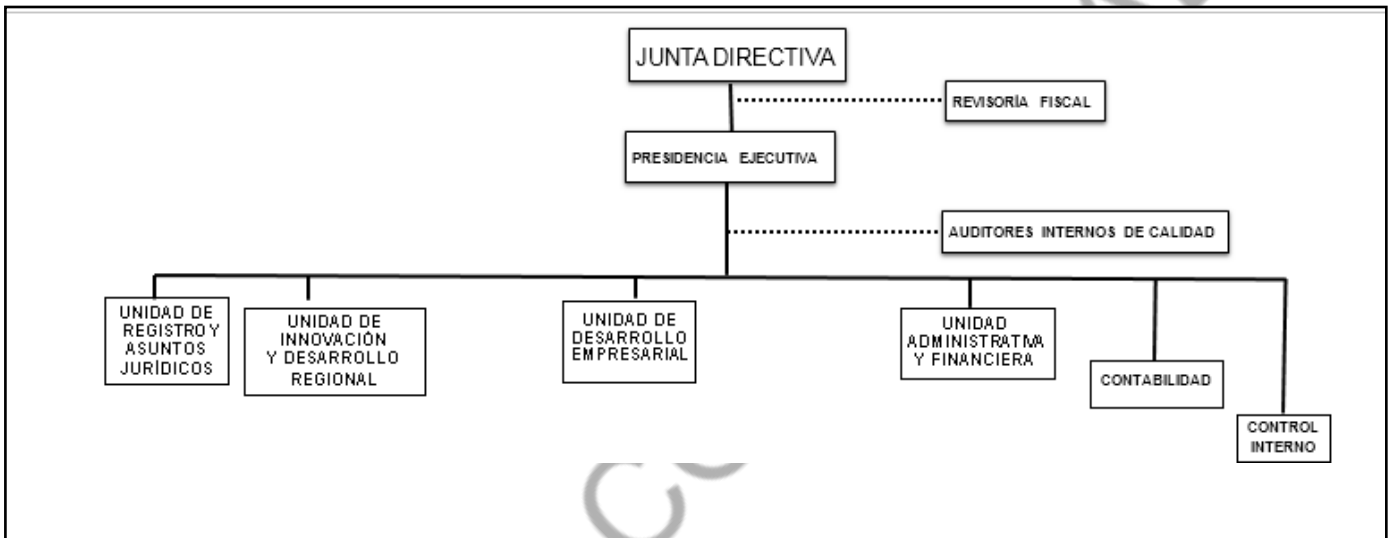 JUNTA DIRECTIVA
REVISORÍA FISCAL
PRESIDENCIA EJECUTIVA
AUDITORES INTERNOS DE CALIDAD
UNIDAD DE
REGISTRO Y
ASUNTOS
JURÍDICOS
UNIDAD DE
INNOVACIÓN
Y DESARROLLO
REGIONAL
UNIDAD DE
DESARROLLO
EMPRESARIAL
UNIDAD
ADMINISTRATIVA
Y FINANCIERA
CONTABILIDAD
CONTROL
INTERNO